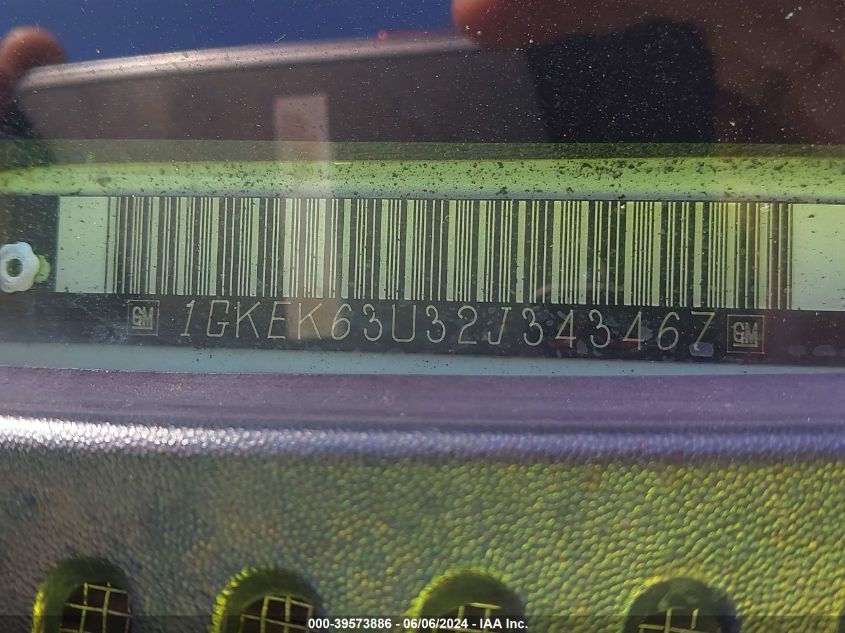 GM 1GKEK63U32J343467 GM
000-39573886 - 06/06/2024 - IAA Inc.